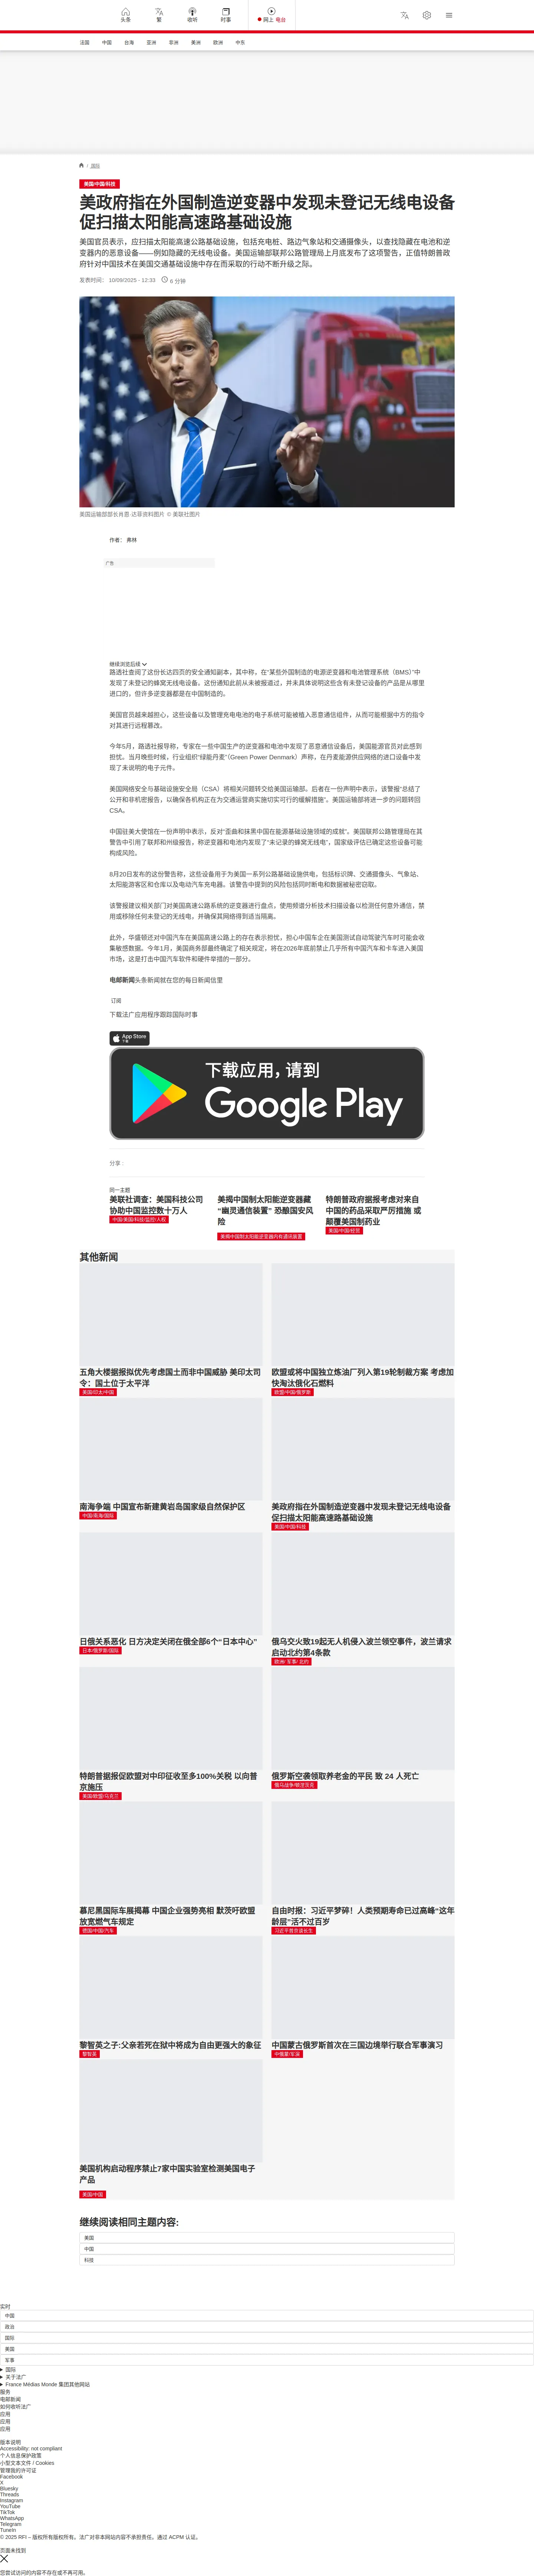 头条
繁
收听
时事
网上 电台
法国
中国
台海
亚洲
非洲
美洲
欧洲
中东
/ 国际
美国/中国/科技
美政府指在外国制造逆变器中发现未登记无线电设备
促扫描太阳能高速路基础设施
美国官员表示，应扫描太阳能高速公路基础设施，包括充电桩、路边气象站和交通摄像头，以查找隐藏在电池和逆
变器内的恶意设备——例如隐藏的无线电设备。美国运输部联邦公路管理局上月底发布了这项警告，正值特朗普政
府针对中国技术在美国交通基础设施中存在而采取的行动不断升级之际。
发表时间： 10/09/2025 - 12:33
6 分钟
美国运输部部长肖恩·达菲资料图片 © 美联社图片
作者： 弗林
广告
继续浏览后续
路透社查阅了这份长达四页的安全通知副本，其中称，在“某些外国制造的电源逆变器和电池管理系统（BMS）”中
发现了未登记的蜂窝无线电设备。这份通知此前从未被报道过，并未具体说明这些含有未登记设备的产品是从哪里
进口的，但许多逆变器都是在中国制造的。
美国官员越来越担心，这些设备以及管理充电电池的电子系统可能被植入恶意通信组件，从而可能根据中方的指令
对其进行远程篡改。
今年5月，路透社报导称，专家在一些中国生产的逆变器和电池中发现了恶意通信设备后，美国能源官员对此感到
担忧。当月晚些时候，行业组织“绿能丹麦”（Green Power Denmark）声称，在丹麦能源供应网络的进口设备中发
现了未说明的电子元件。
美国网络安全与基础设施安全局（CSA）将相关问题转交给美国运输部。后者在一份声明中表示，该警报“总结了
公开和非机密报告，以确保各机构正在为交通运营商实施切实可行的缓解措施”。美国运输部将进一步的问题转回
CSA。
中国驻美大使馆在一份声明中表示，反对“歪曲和抹黑中国在能源基础设施领域的成就”。美国联邦公路管理局在其
警告中引用了联邦和州级报告，称逆变器和电池内发现了“未记录的蜂窝无线电”，国家级评估已确定这些设备可能
构成风险。
8月20日发布的这份警告称，这些设备用于为美国一系列公路基础设施供电，包括标识牌、交通摄像头、气象站、
太阳能游客区和仓库以及电动汽车充电器。该警告中提到的风险包括同时断电和数据被秘密窃取。
该警报建议相关部门对美国高速公路系统的逆变器进行盘点，使用频谱分析技术扫描设备以检测任何意外通信，禁
用或移除任何未登记的无线电，并确保其网络得到适当隔离。
此外，华盛顿还对中国汽车在美国高速公路上的存在表示担忧，担心中国车企在美国测试自动驾驶汽车时可能会收
集敏感数据。今年1月，美国商务部最终确定了相关规定，将在2026年底前禁止几乎所有中国汽车和卡车进入美国
市场，这是打击中国汽车软件和硬件举措的一部分。
电邮新闻头条新闻就在您的每日新闻信里
订阅
下载法广应用程序跟踪国际时事
App Store
下载应用，请到
Google Play
分享 :
同一主题
美联社调查：美国科技公司
协助中国监控数十万人
中国/美国/科技/监控/人权
美揭中国制太阳能逆变器藏
“幽灵通信装置” 恐酿国安风
险
美揭中国制太阳能逆变器内有通讯装置
特朗普政府据报考虑对来自
中国的药品采取严厉措施 或
颠覆美国制药业
美国/中国/经贸
其他新闻
五角大楼据报拟优先考虑国土而非中国威胁 美印太司
令：国土位于太平洋
美国/印太/中国
欧盟或将中国独立炼油厂列入第19轮制裁方案 考虑加
快淘汰俄化石燃料
欧盟/中国/俄罗斯
南海争端 中国宣布新建黄岩岛国家级自然保护区
中国/南海/国际
美政府指在外国制造逆变器中发现未登记无线电设备
促扫描太阳能高速路基础设施
美国/中国/科技
日俄关系恶化 日方决定关闭在俄全部6个“日本中心”
日本/俄罗斯/国际
俄乌交火致19起无人机侵入波兰领空事件，波兰请求
启动北约第4条款
欧洲/ 军事/ 北约
特朗普据报促欧盟对中印征收至多100%关税 以向普
京施压
美国/欧盟/乌克兰
俄罗斯空袭领取养老金的平民 致 24 人死亡
俄乌战争/顿涅茨克
慕尼黑国际车展揭幕 中国企业强势亮相 默茨吁欧盟
放宽燃气车规定
德国/中国/汽车
自由时报：习近平梦碎！人类预期寿命已过高峰“这年
龄层”活不过百岁
习近平普京谈长生
黎智英之子:父亲若死在狱中将成为自由更强大的象征
黎智英
中国蒙古俄罗斯首次在三国边境举行联合军事演习
中俄蒙/军演
美国机构启动程序禁止7家中国实验室检测美国电子
产品
美国/中国
继续阅读相同主题内容:
美国
中国
科技
实时
中国
政治
国际
美国
军事
国际
关于法广
France Médias Monde 集团其他网站
服务
电邮新闻
如何收听法广
应用
应用
应用
版本说明
Accessibility: not compliant
个人信息保护政策
小型文本文件 / Cookies
管理我的许可证
Facebook
X
Bluesky
Threads
Instagram
YouTube
TikTok
WhatsApp
Telegram
TuneIn
© 2025 RFI – 版权所有版权所有。法广对非本网站内容不承担责任。通过 ACPM 认证。
页面未找到
您尝试访问的内容不存在或不再可用。